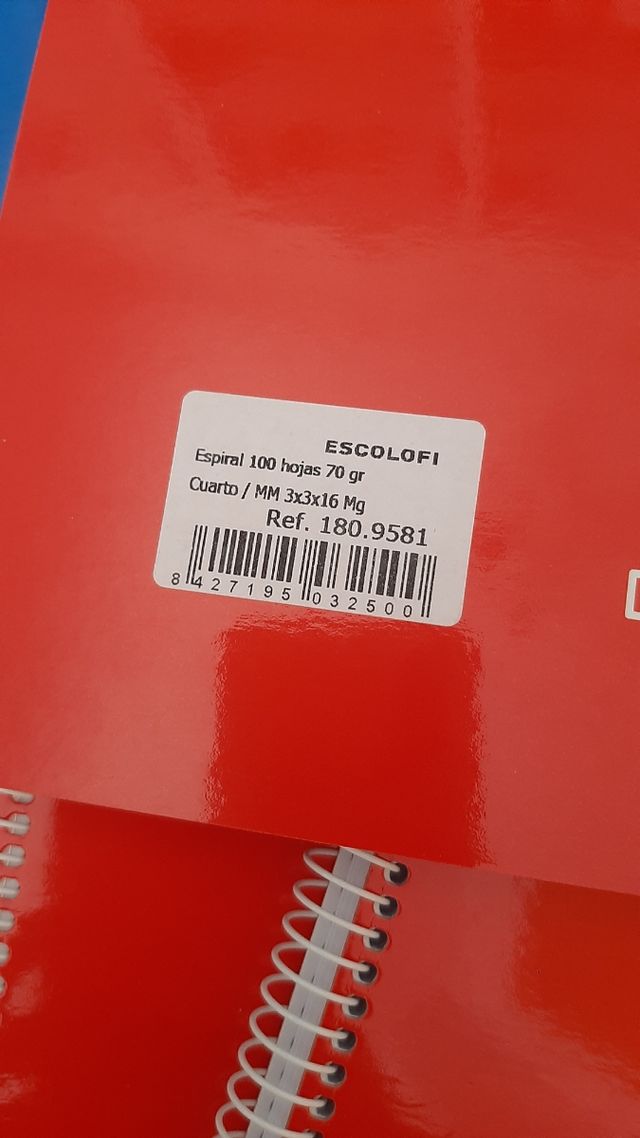 ESCOLOFI
Espiral 100 hojas 70 gr
Cuarto / MM 3x3x16 Mg
Ref. 180.9581
8 427195 032500